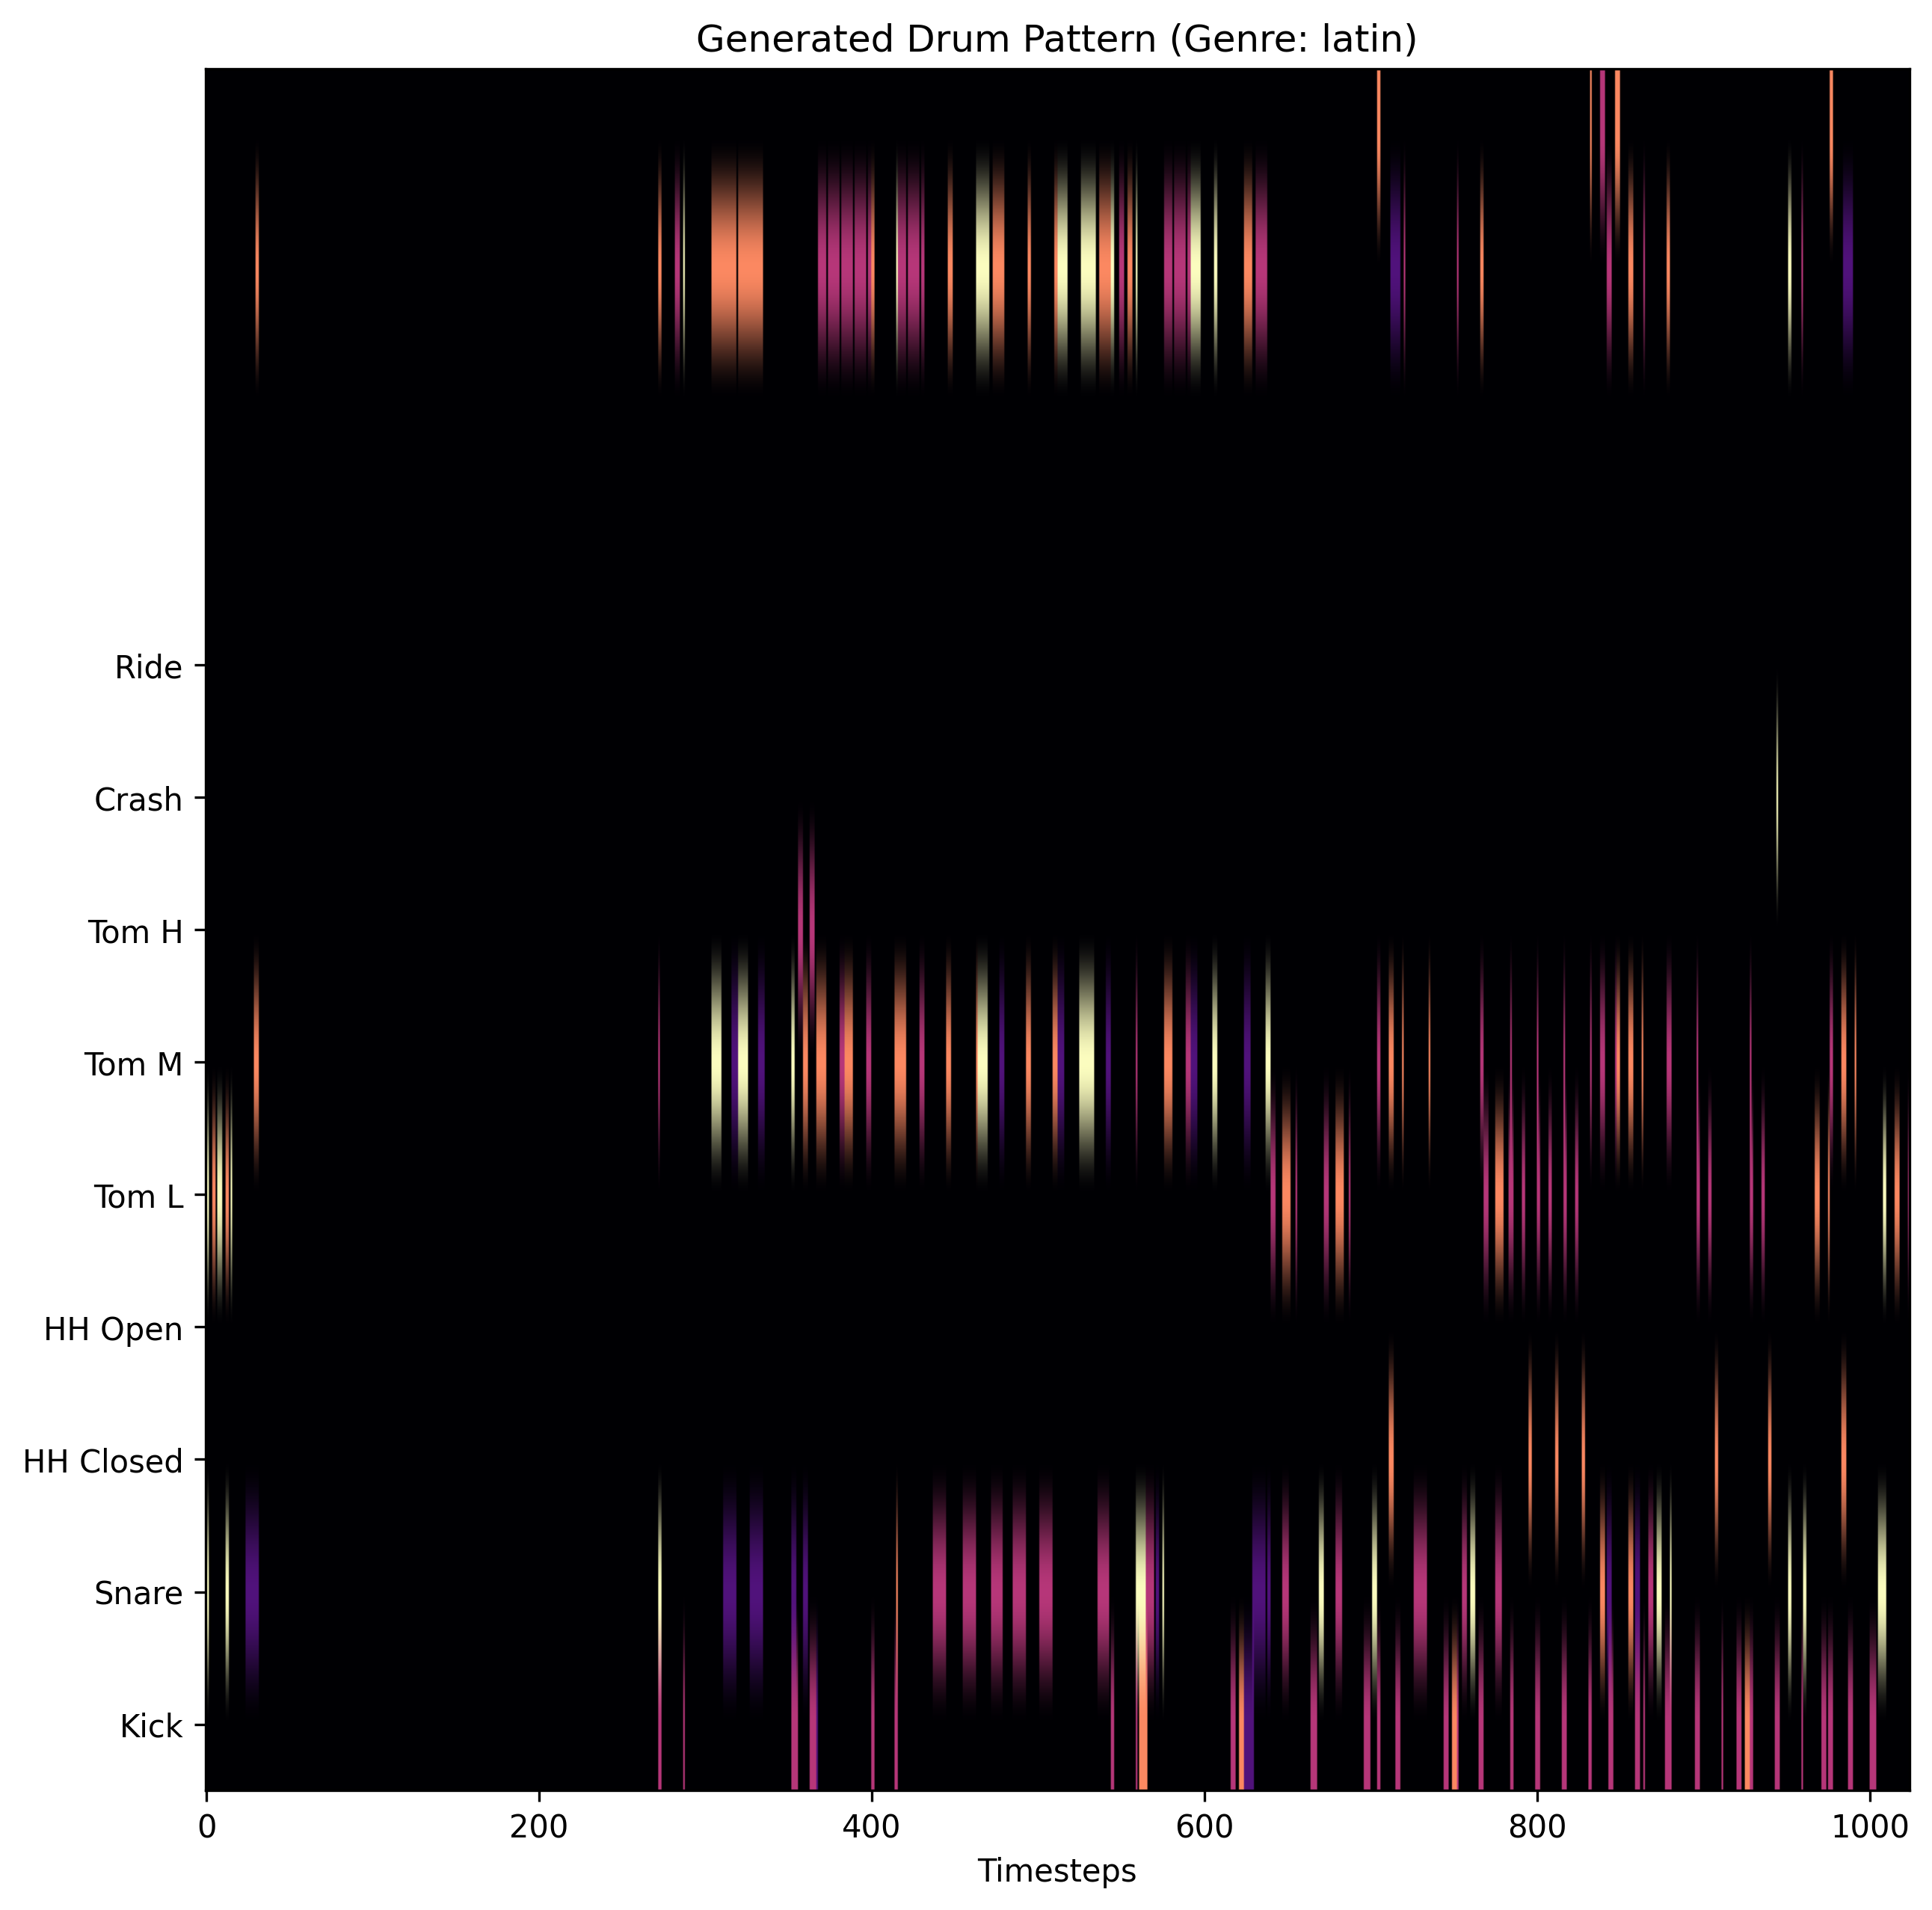 Generated Drum Pattern (Genre: latin)
Ride
Crash
Tom H
Tom M
Tom L
HH Open
HH Closed
Snare
Kick
0 200 400 600 800 1000
Timesteps